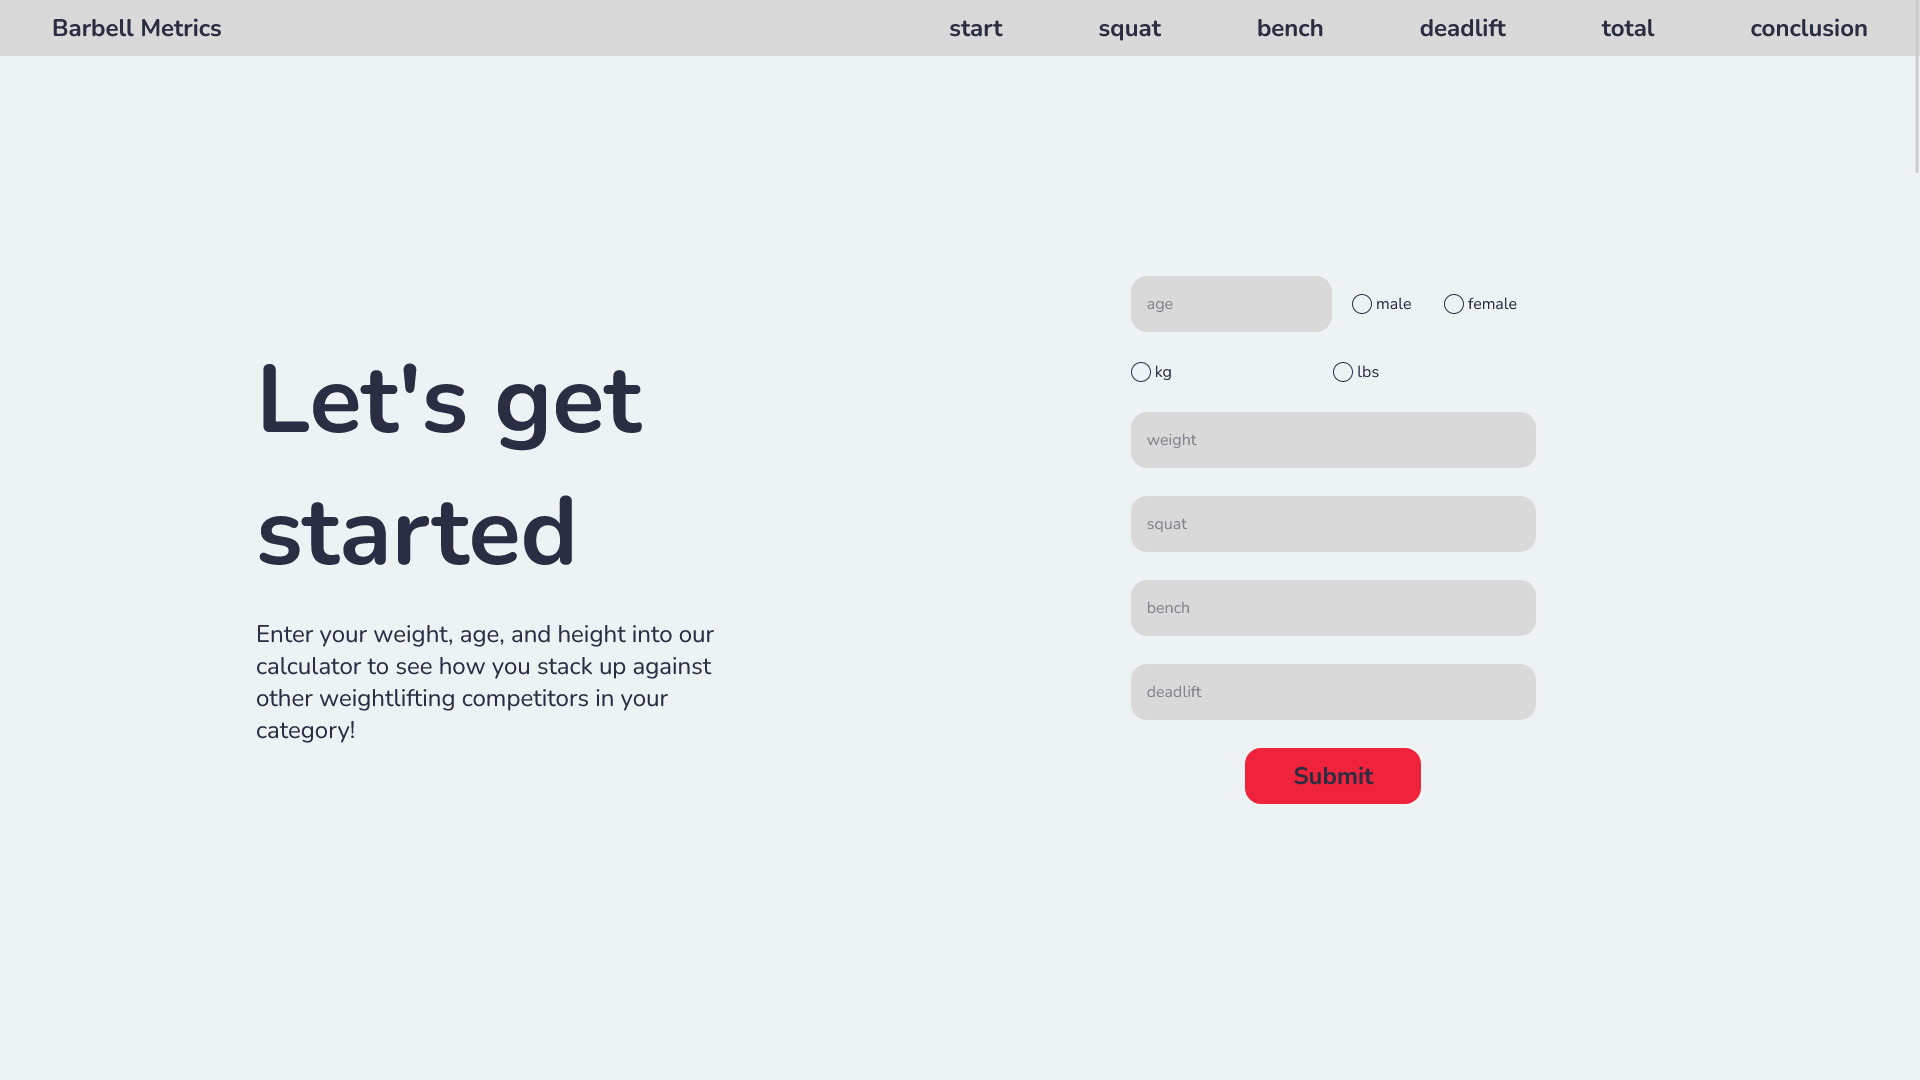 Barbell Metrics
start
squat
bench
deadlift
total
conclusion
Let's get
started
Enter your weight, age, and height into our
calculator to see how you stack up against
other weightlifting competitors in your
category!
age
male
female
kg
lbs
weight
squat
bench
deadlift
Submit